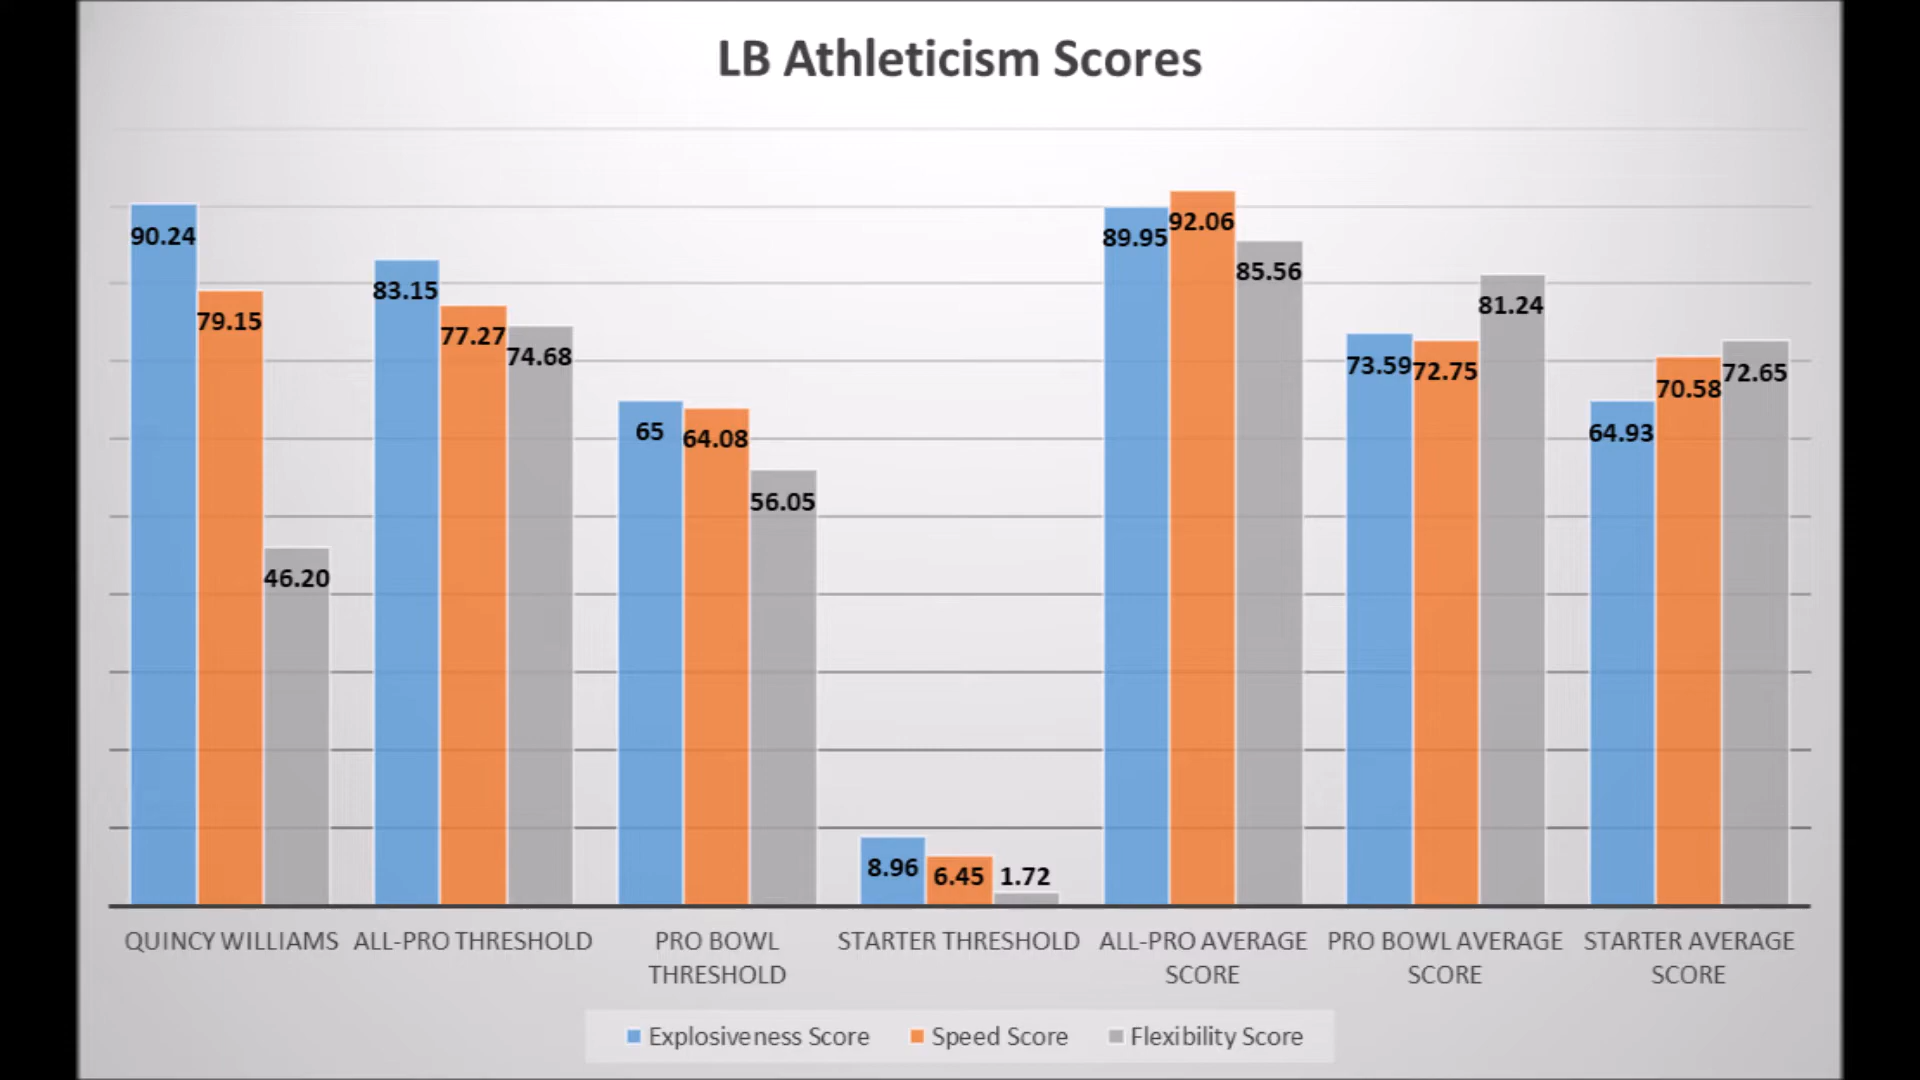 LB Athleticism Scores
90.24
79.15
46.20
83.15
77.27
74.68
65
64.08
56.05
8.96
6.45
1.72
89.95
92.06
85.56
73.59
72.75
81.24
64.93
70.58
72.65
QUINCY WILLIAMS
ALL-PRO THRESHOLD
PRO BOWL
THRESHOLD
STARTER THRESHOLD
ALL-PRO AVERAGE
SCORE
PRO BOWL AVERAGE
SCORE
STARTER AVERAGE
SCORE
Explosiveness Score
Speed Score
Flexibility Score